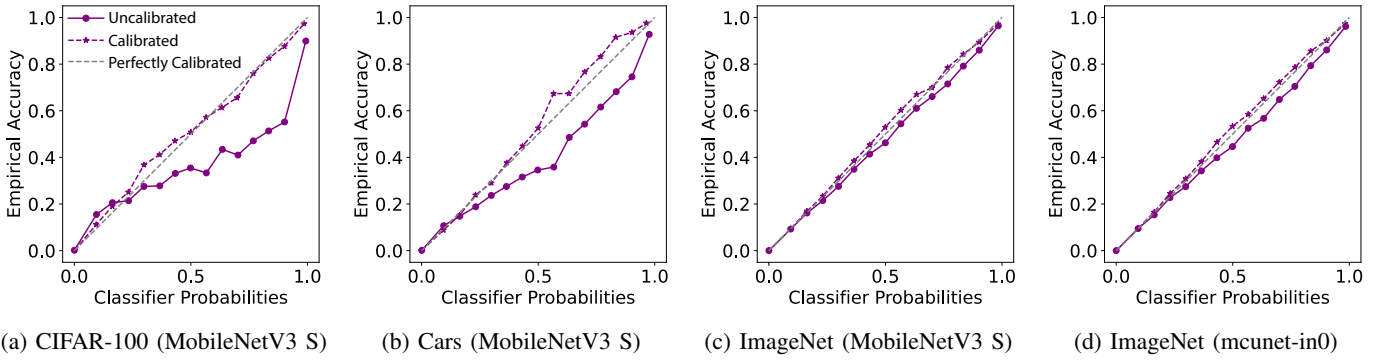 1.0
0.8
0.6
0.4
0.2
0.0
Empirical Accuracy
Uncalibrated
Calibrated
Perfectly Calibrated
0.0 0.5 1.0
Classifier Probabilities
(a) CIFAR-100 (MobileNetV3 S)
1.0
0.8
0.6
0.4
0.2
0.0
Empirical Accuracy
0.0 0.5 1.0
Classifier Probabilities
(b) Cars (MobileNetV3 S)
1.0
0.8
0.6
0.4
0.2
0.0
Empirical Accuracy
0.0 0.5 1.0
Classifier Probabilities
(c) ImageNet (MobileNetV3 S)
1.0
0.8
0.6
0.4
0.2
0.0
Empirical Accuracy
0.0 0.5 1.0
Classifier Probabilities
(d) ImageNet (mcunet-in0)